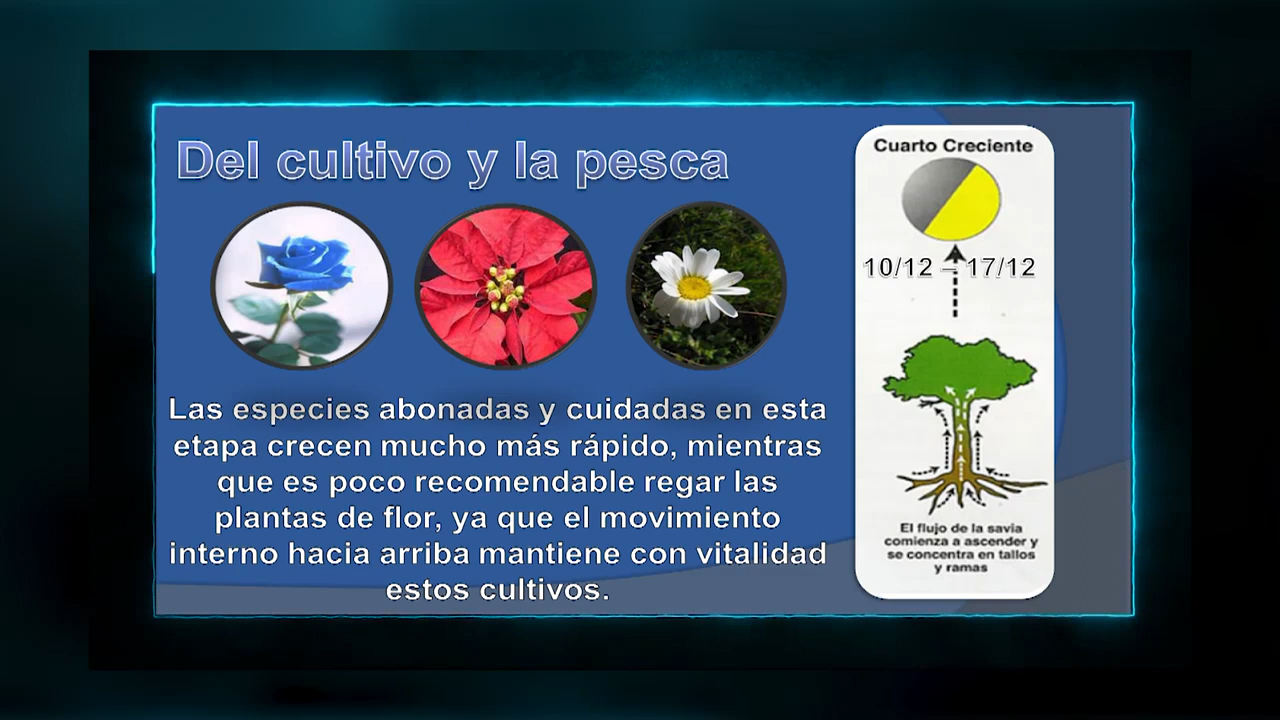 Del cultivo y la pesca
Las especies abonadas y cuidadas en esta
etapa crecen mucho más rápido, mientras
que es poco recomendable regar las
plantas de flor, ya que el movimiento
interno hacia arriba mantiene con vitalidad
estos cultivos.
Cuarto Creciente
10/12 – 17/12
El flujo de la savia
comienza a ascender y
se concentra en tallos
y ramas